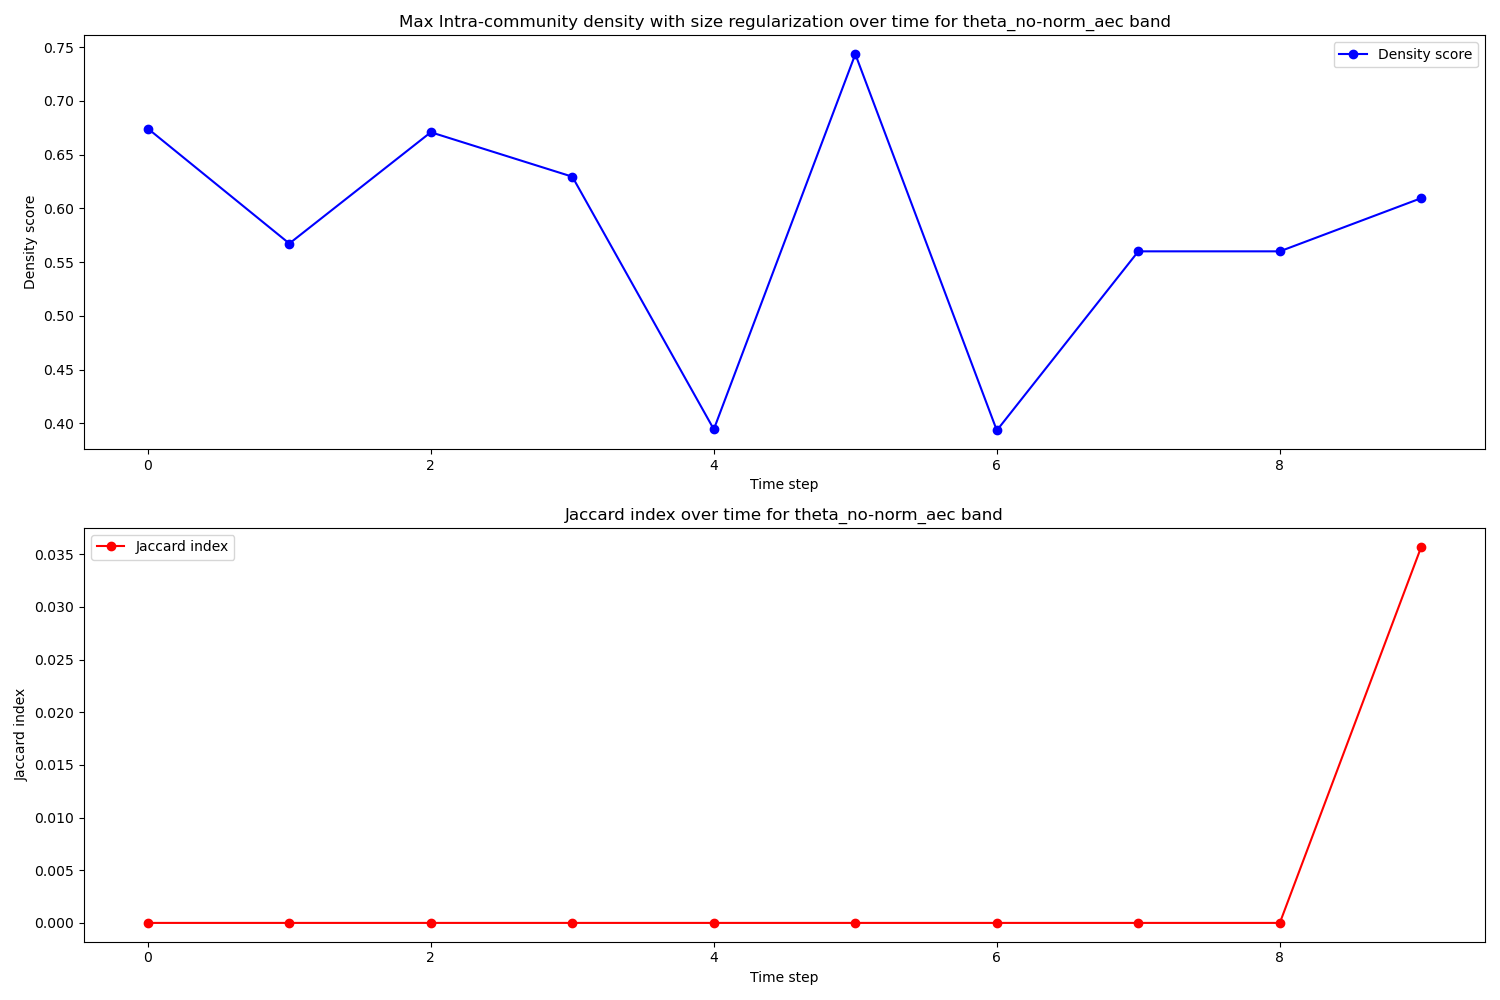 Max Intra-community density with size regularization over time for theta_no-norm_aec band
Density score
0.75
0.70
0.65
0.60
0.55
0.50
0.45
0.40
Density score
0 2 4 6 8
Time step
Jaccard index over time for theta_no-norm_aec band
Jaccard index
0.035
0.030
0.025
0.020
0.015
0.010
0.005
0.000
Jaccard index
0 2 4 6 8
Time step